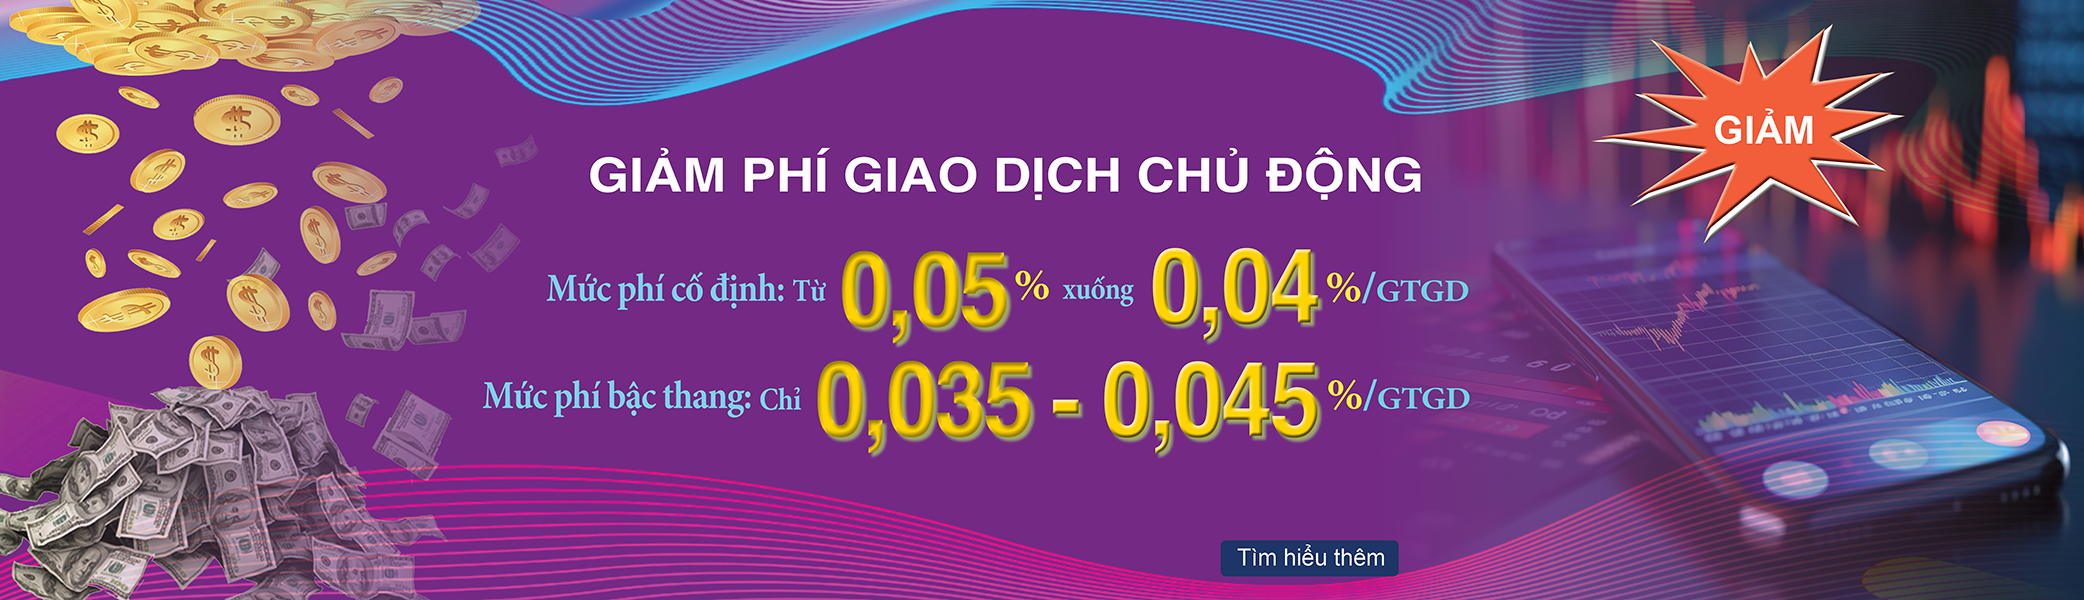 GIẢM
GIẢM PHÍ GIAO DỊCH CHỦ ĐỘNG
Mức phí cố định: Từ 0,05% xuống 0,04%/GTGD
Mức phí bậc thang: Chỉ 0,035 - 0,045%/GTGD
Tìm hiểu thêm